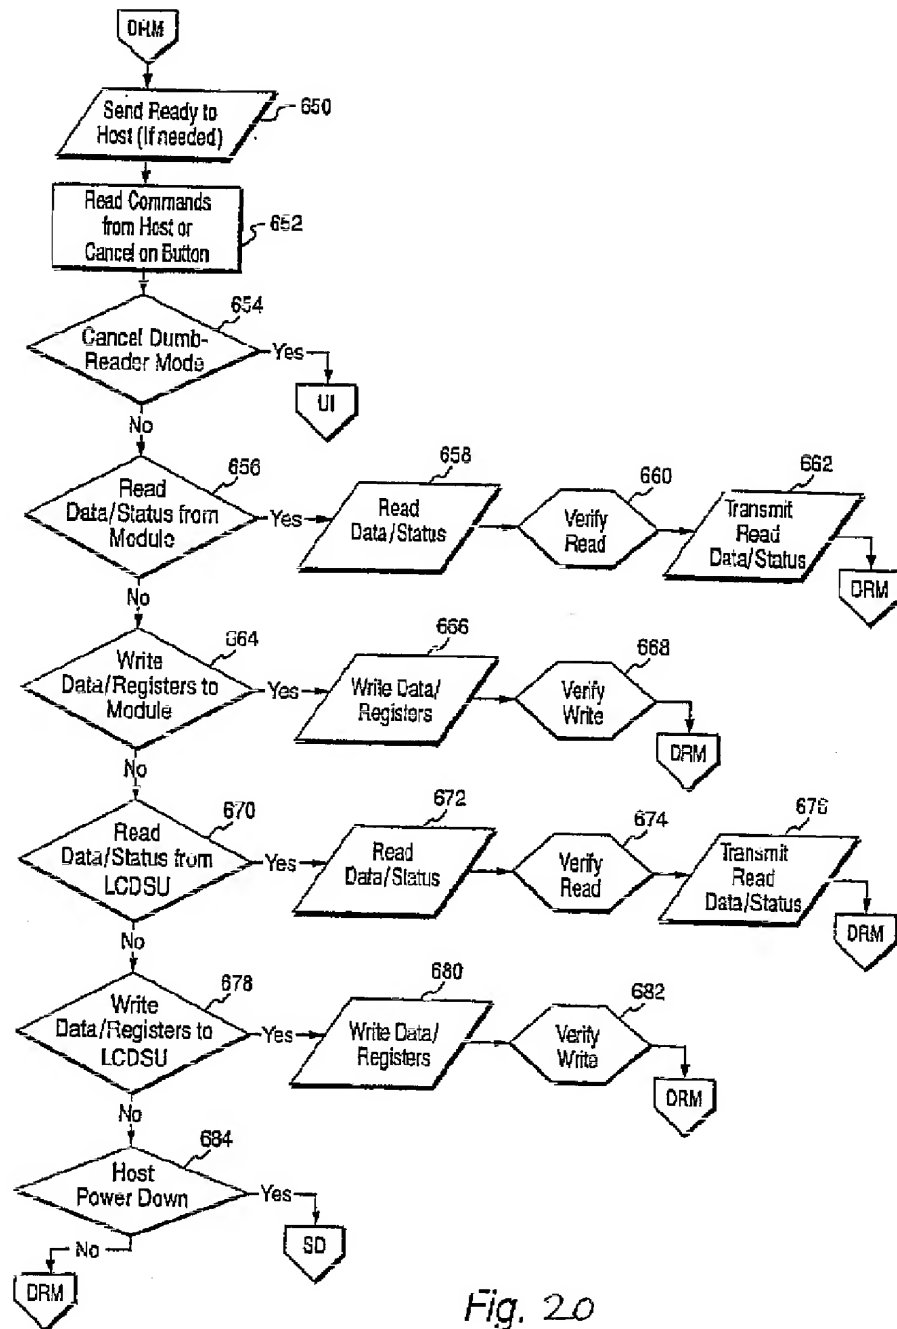 DRM
Send Ready to
Host (If needed)
650
Read Commands
from Host or
Cancel on Button
652
654
Cancel Dumb-
Reader Mode
Yes
UI
No
656
Read
Data/Status from
Module
Yes
658
Read
Data/Status
660
Verify
Read
662
Transmit
Read
Data/Status
DRM
No
664
Write
Data/Registers to
Module
Yes
666
Write Data/
Registers
668
Verify
Write
DRM
No
670
Read
Data/Status from
LCDSU
Yes
672
Read
Data/Status
674
Verify
Read
676
Transmit
Read
Data/Status
DRM
No
678
Write
Data/Registers to
LCDSU
Yes
680
Write Data/
Registers
682
Verify
Write
DRM
No
684
Host
Power Down
Yes
SD
No
DRM
Fig. 20